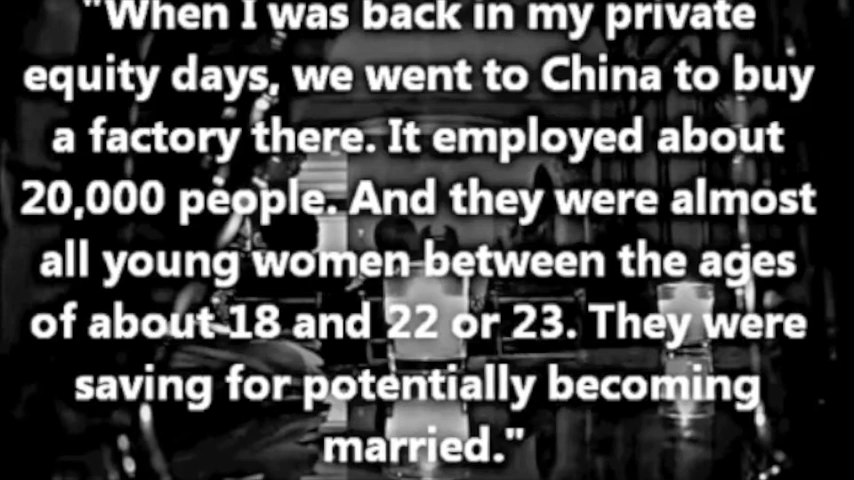 "When I was back in my private
equity days, we went to China to buy
a factory there. It employed about
20,000 people. And they were almost
all young women between the ages
of about 18 and 22 or 23. They were
saving for potentially becoming
married."